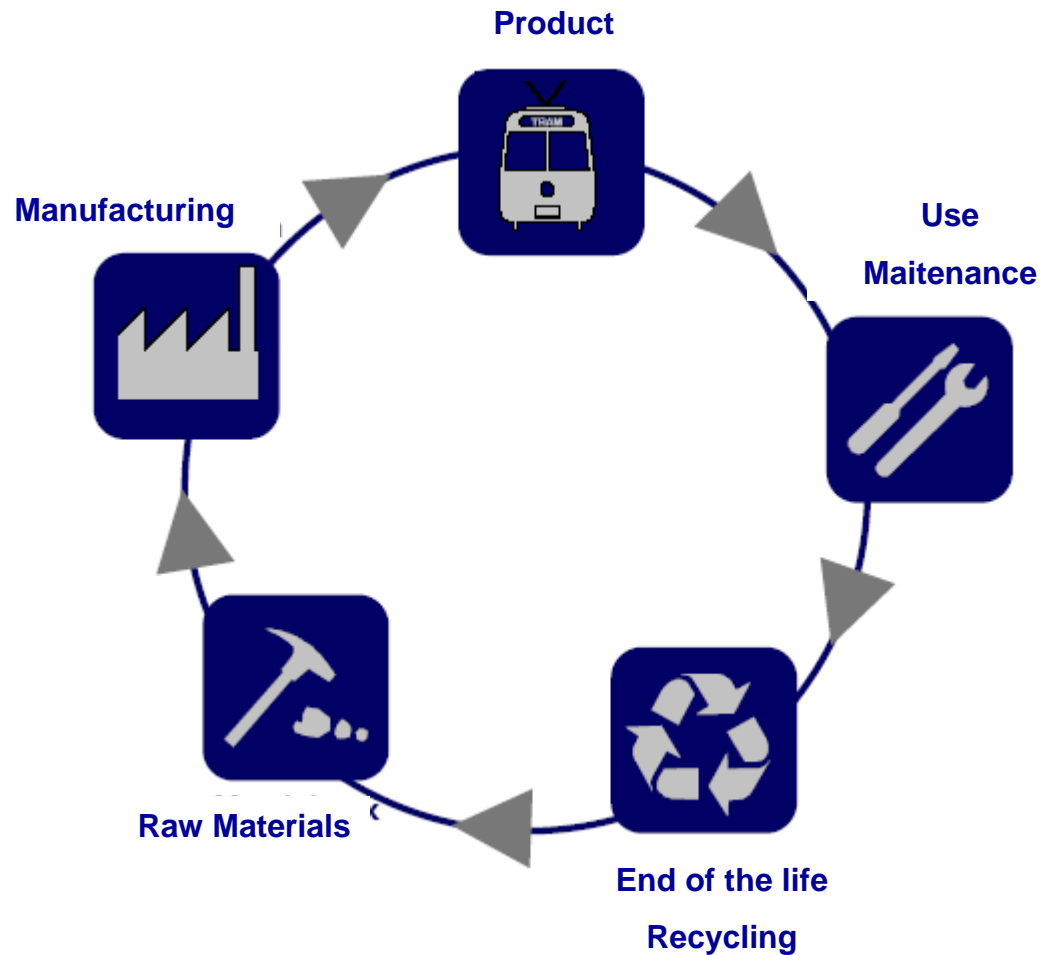 Product
TRAM
Manufacturing
Use
Maitenance
Raw Materials
End of the life
Recycling